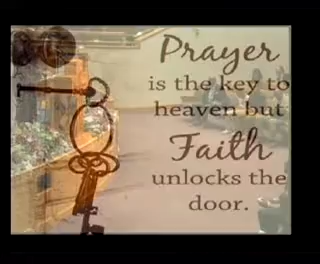 Prayer
is the key to
heaven but
Faith
unlocks the
door.